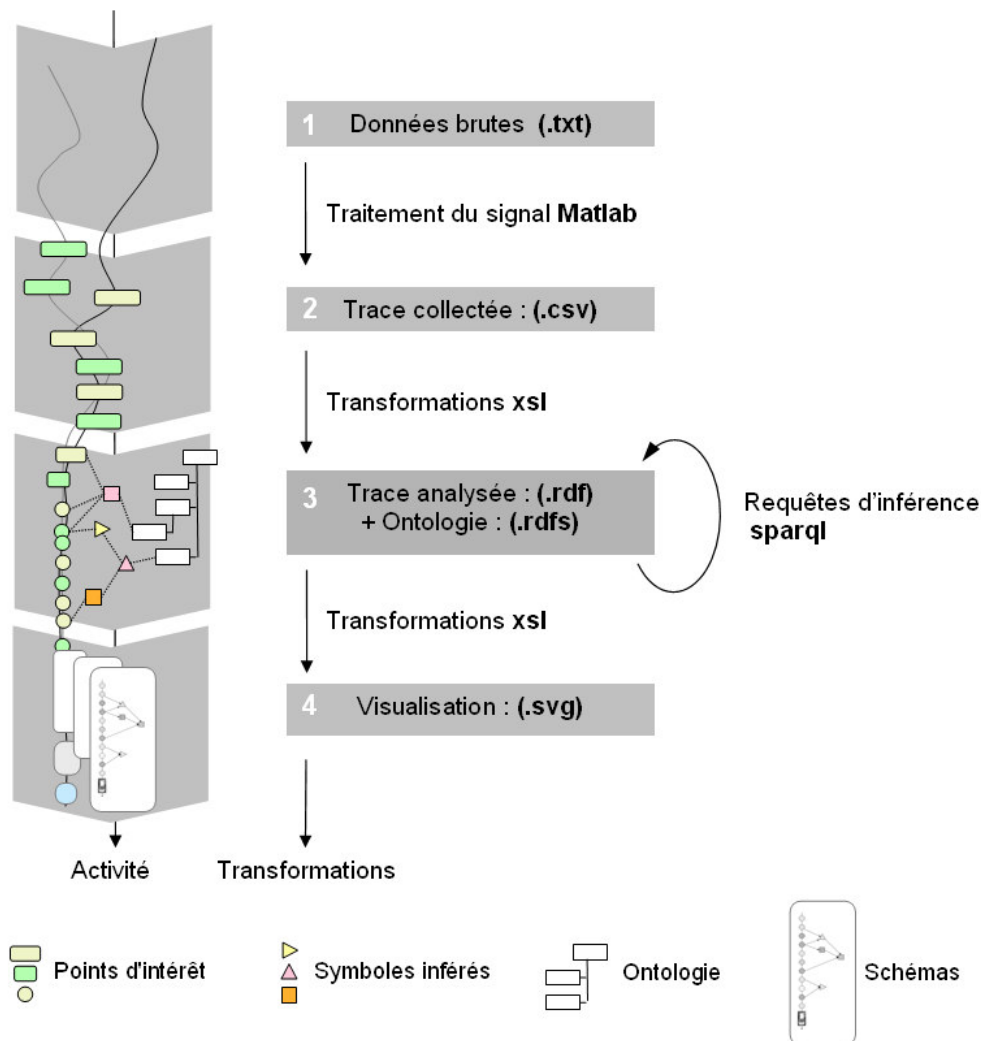 1 Données brutes (.txt)
Traitement du signal Matlab
2 Trace collectée : (.csv)
Transformations xsl
3 Trace analysée : (.rdf)
+ Ontologie : (.rdfs)
Requêtes d'inférence
sparql
Transformations xsl
4 Visualisation : (.svg)
Activité
Transformations
Points d'intérêt
Symboles inférés
Ontologie
Schémas